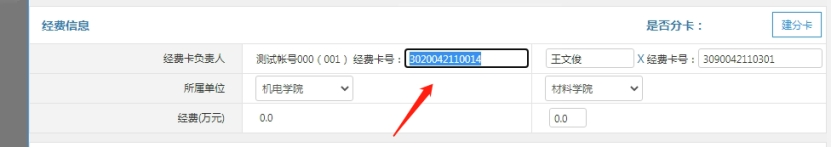 经费信息 是否分卡： 建分卡
经费卡负责人 测试帐号000（001） 经费卡号： 3020042110014 王文俊 X 经费卡号： 3090042110301
所属单位 机电学院 材料学院
经费(万元) 0.0 0.0